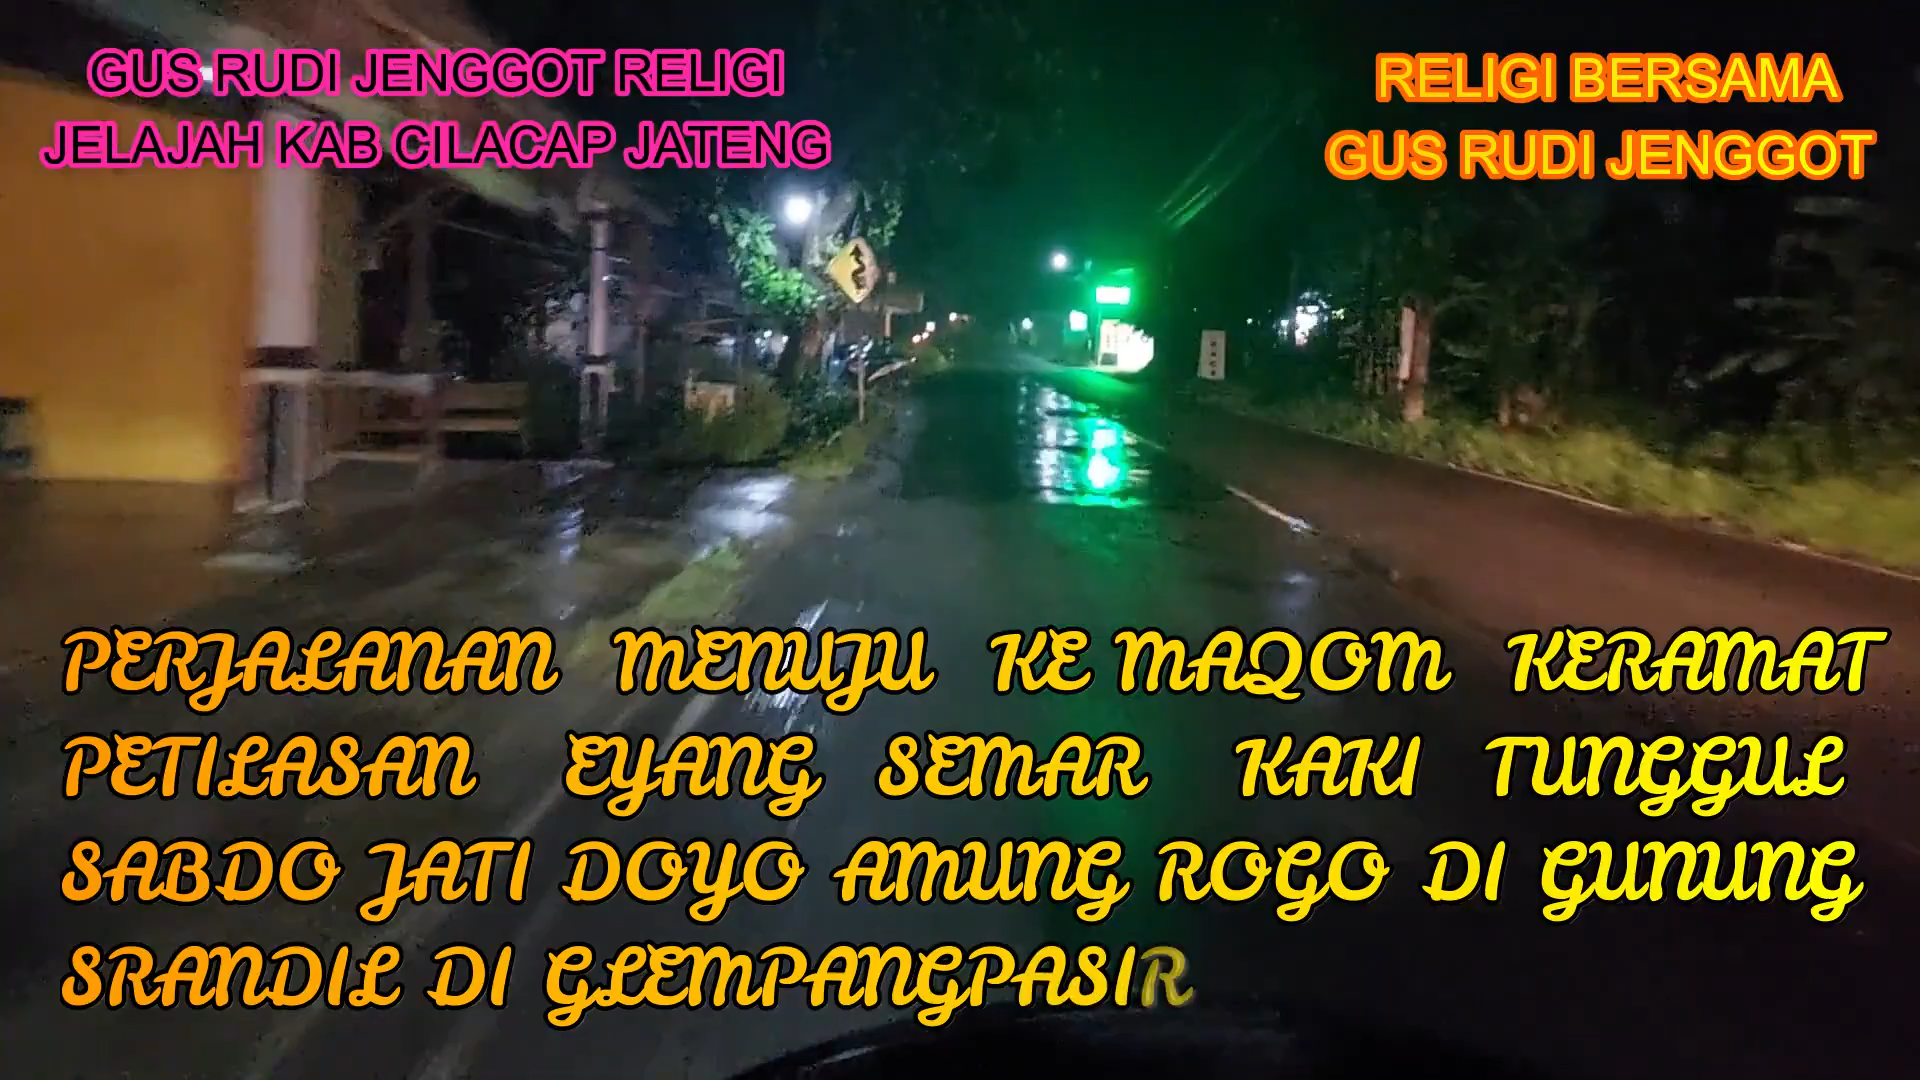 GUS RUDI JENGGOT RELIGI
JELAJAH KAB CILACAP JATENG
RELIGI BERSAMA
GUS RUDI JENGGOT
PERJALANAN MENUJU KE MAQOM KERAMAT
PETILASAN EYANG SEMAR KAKI TUNGGUL
SABDO JATI DOYO AMUNG ROGO DI GUNUNG
SRANDIL DI GLEMPANGPASIR